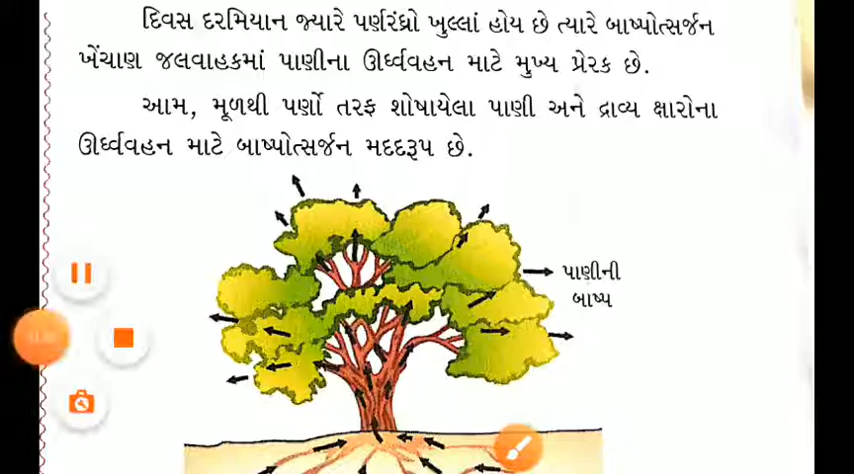 દિવસ દરમિયાન જ્યારે પર્ણરંધ્રો ખુલ્લાં હોય છે ત્યારે બાષ્પોત્સર્જન
ખેંચાણ જલવાહકમાં પાણીના ઊર્ધ્વવહન માટે મુખ્ય પ્રેરક છે.
આમ, મૂળથી પર્ણો તરફ શોષાયેલા પાણી અને દ્રાવ્ય ક્ષારોના
ઊર્ધ્વવહન માટે બાષ્પોત્સર્જન મદદરૂપ છે.
પાણીની
બાષ્પ